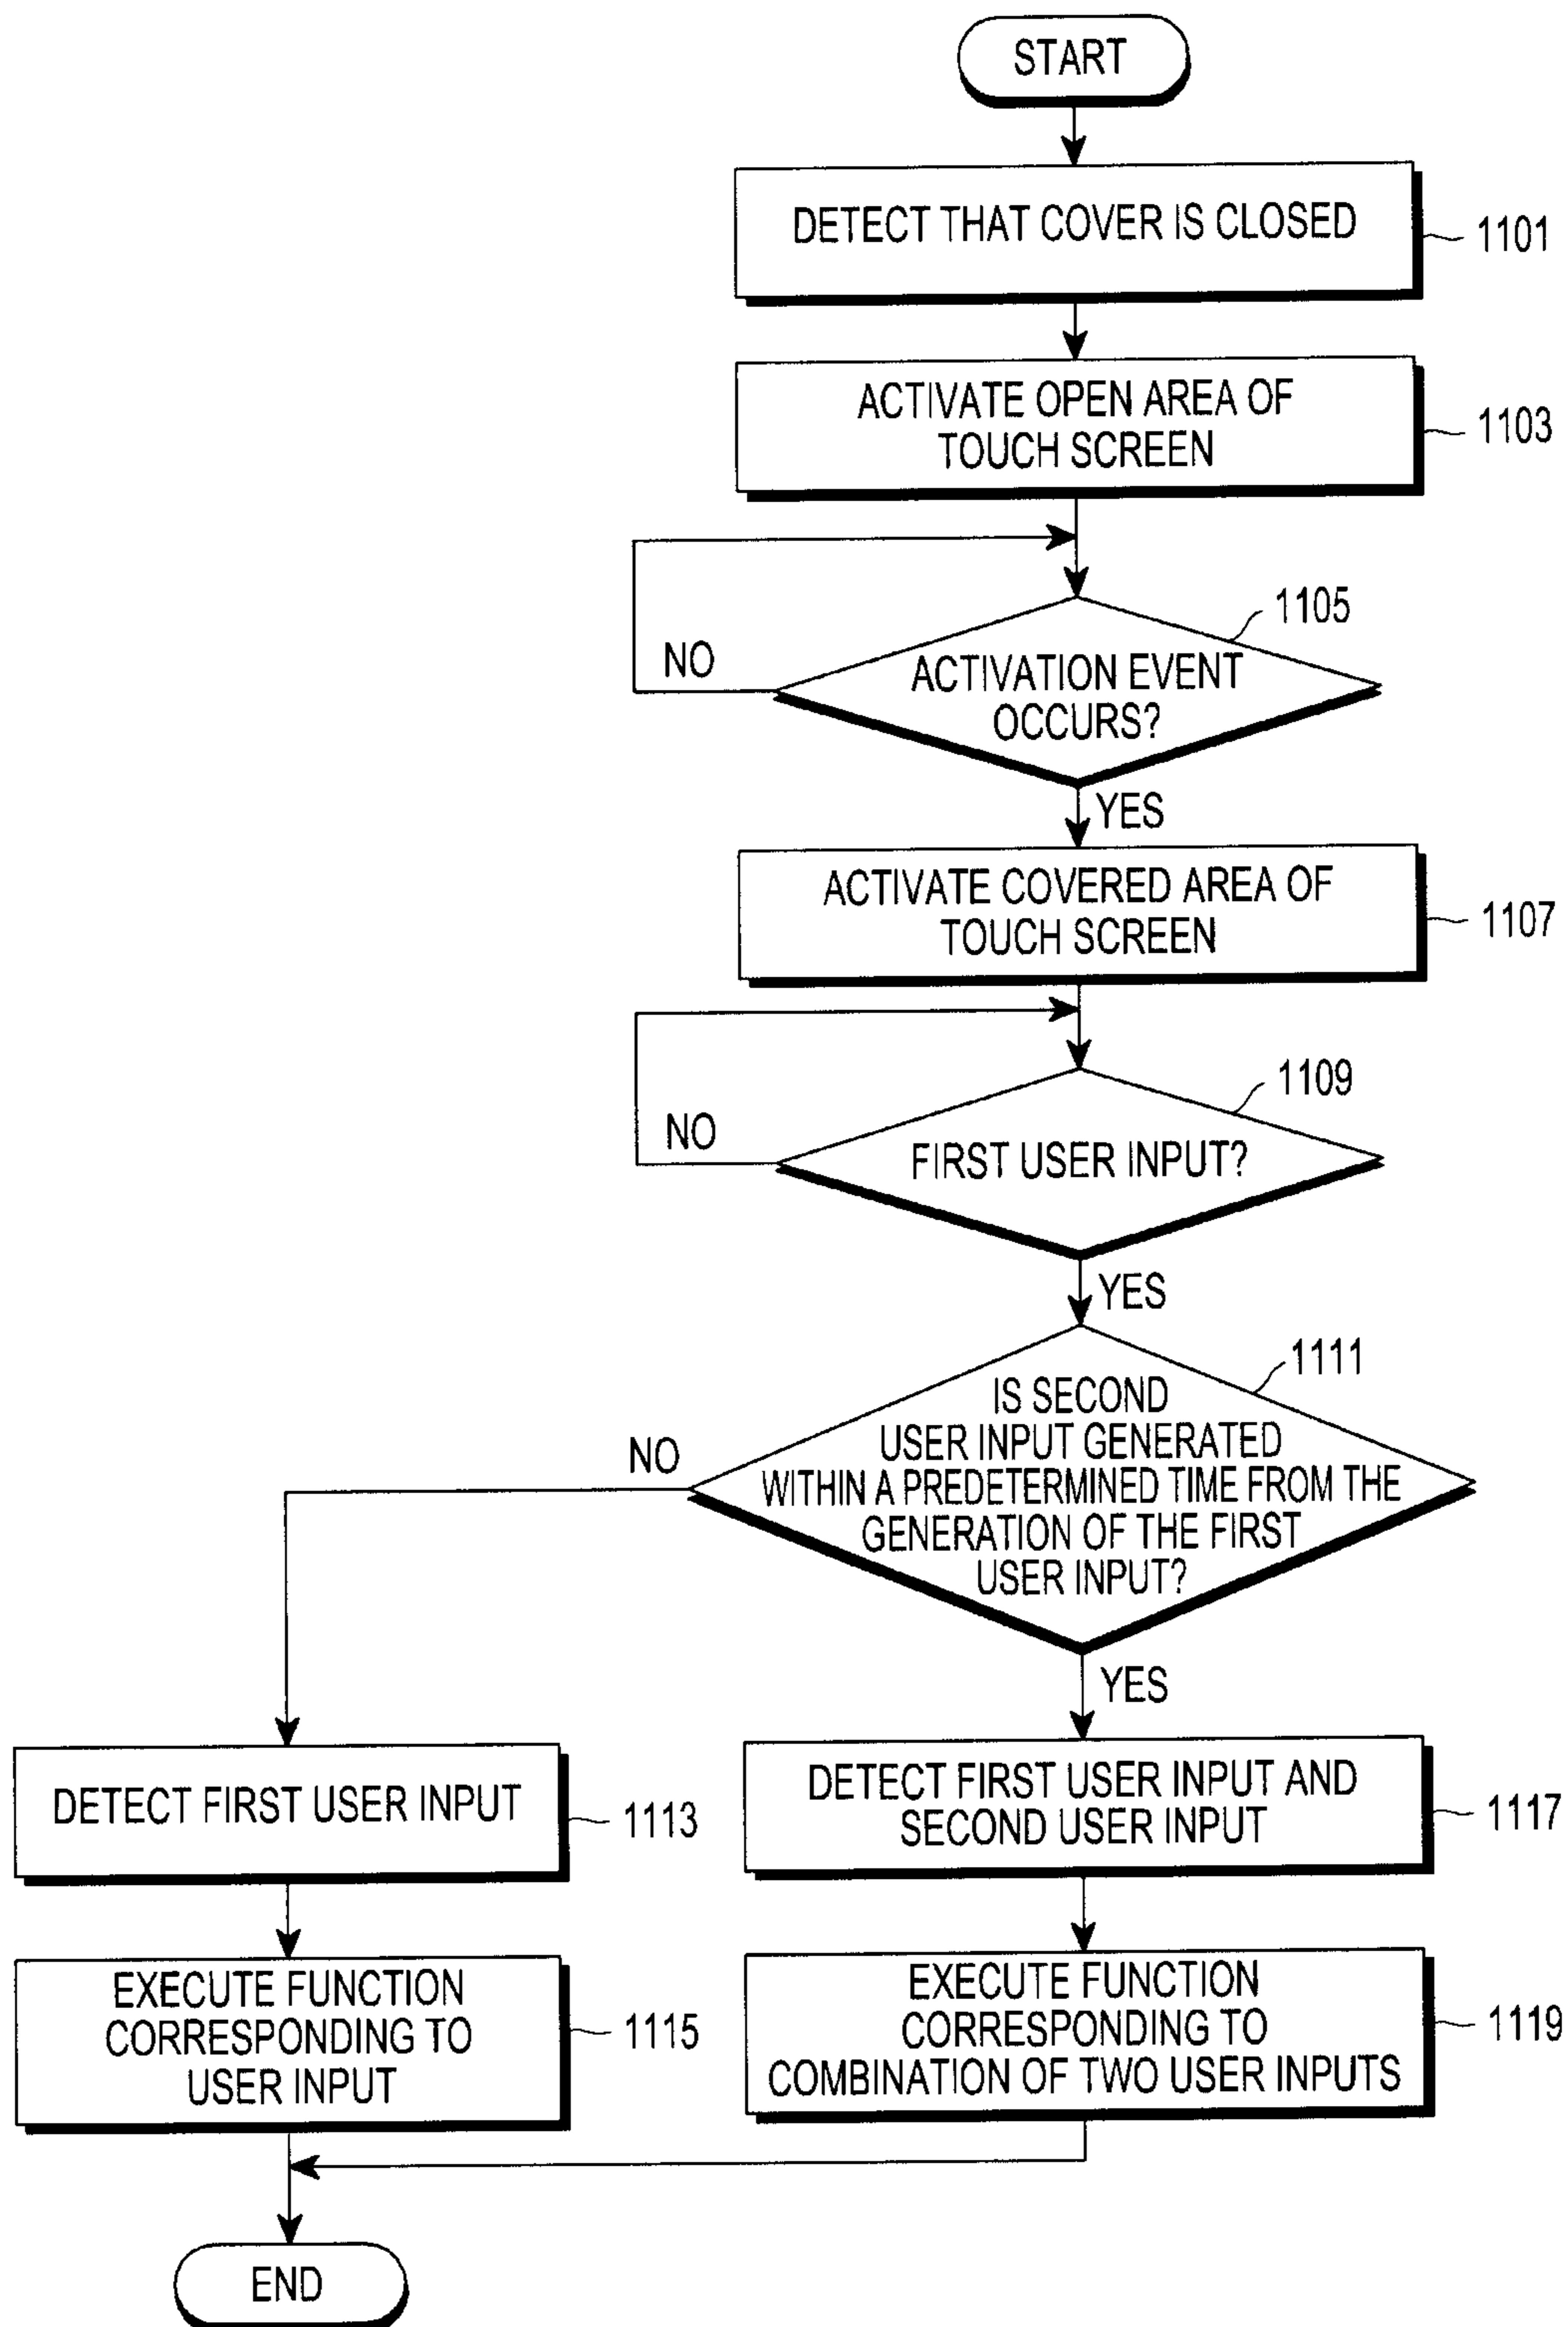 START
DETECT THAT COVER IS CLOSED
1101
ACTIVATE OPEN AREA OF
TOUCH SCREEN
1103
1105
NO
ACTIVATION EVENT
OCCURS?
YES
ACTIVATE COVERED AREA OF
TOUCH SCREEN
1107
1109
NO
FIRST USER INPUT?
YES
1111
IS SECOND
USER INPUT GENERATED
WITHIN A PREDETERMINED TIME FROM THE
GENERATION OF THE FIRST
USER INPUT?
NO
YES
DETECT FIRST USER INPUT
1113
DETECT FIRST USER INPUT AND
SECOND USER INPUT
1117
EXECUTE FUNCTION
CORRESPONDING TO
USER INPUT
1115
EXECUTE FUNCTION
CORRESPONDING TO
COMBINATION OF TWO USER INPUTS
1119
END